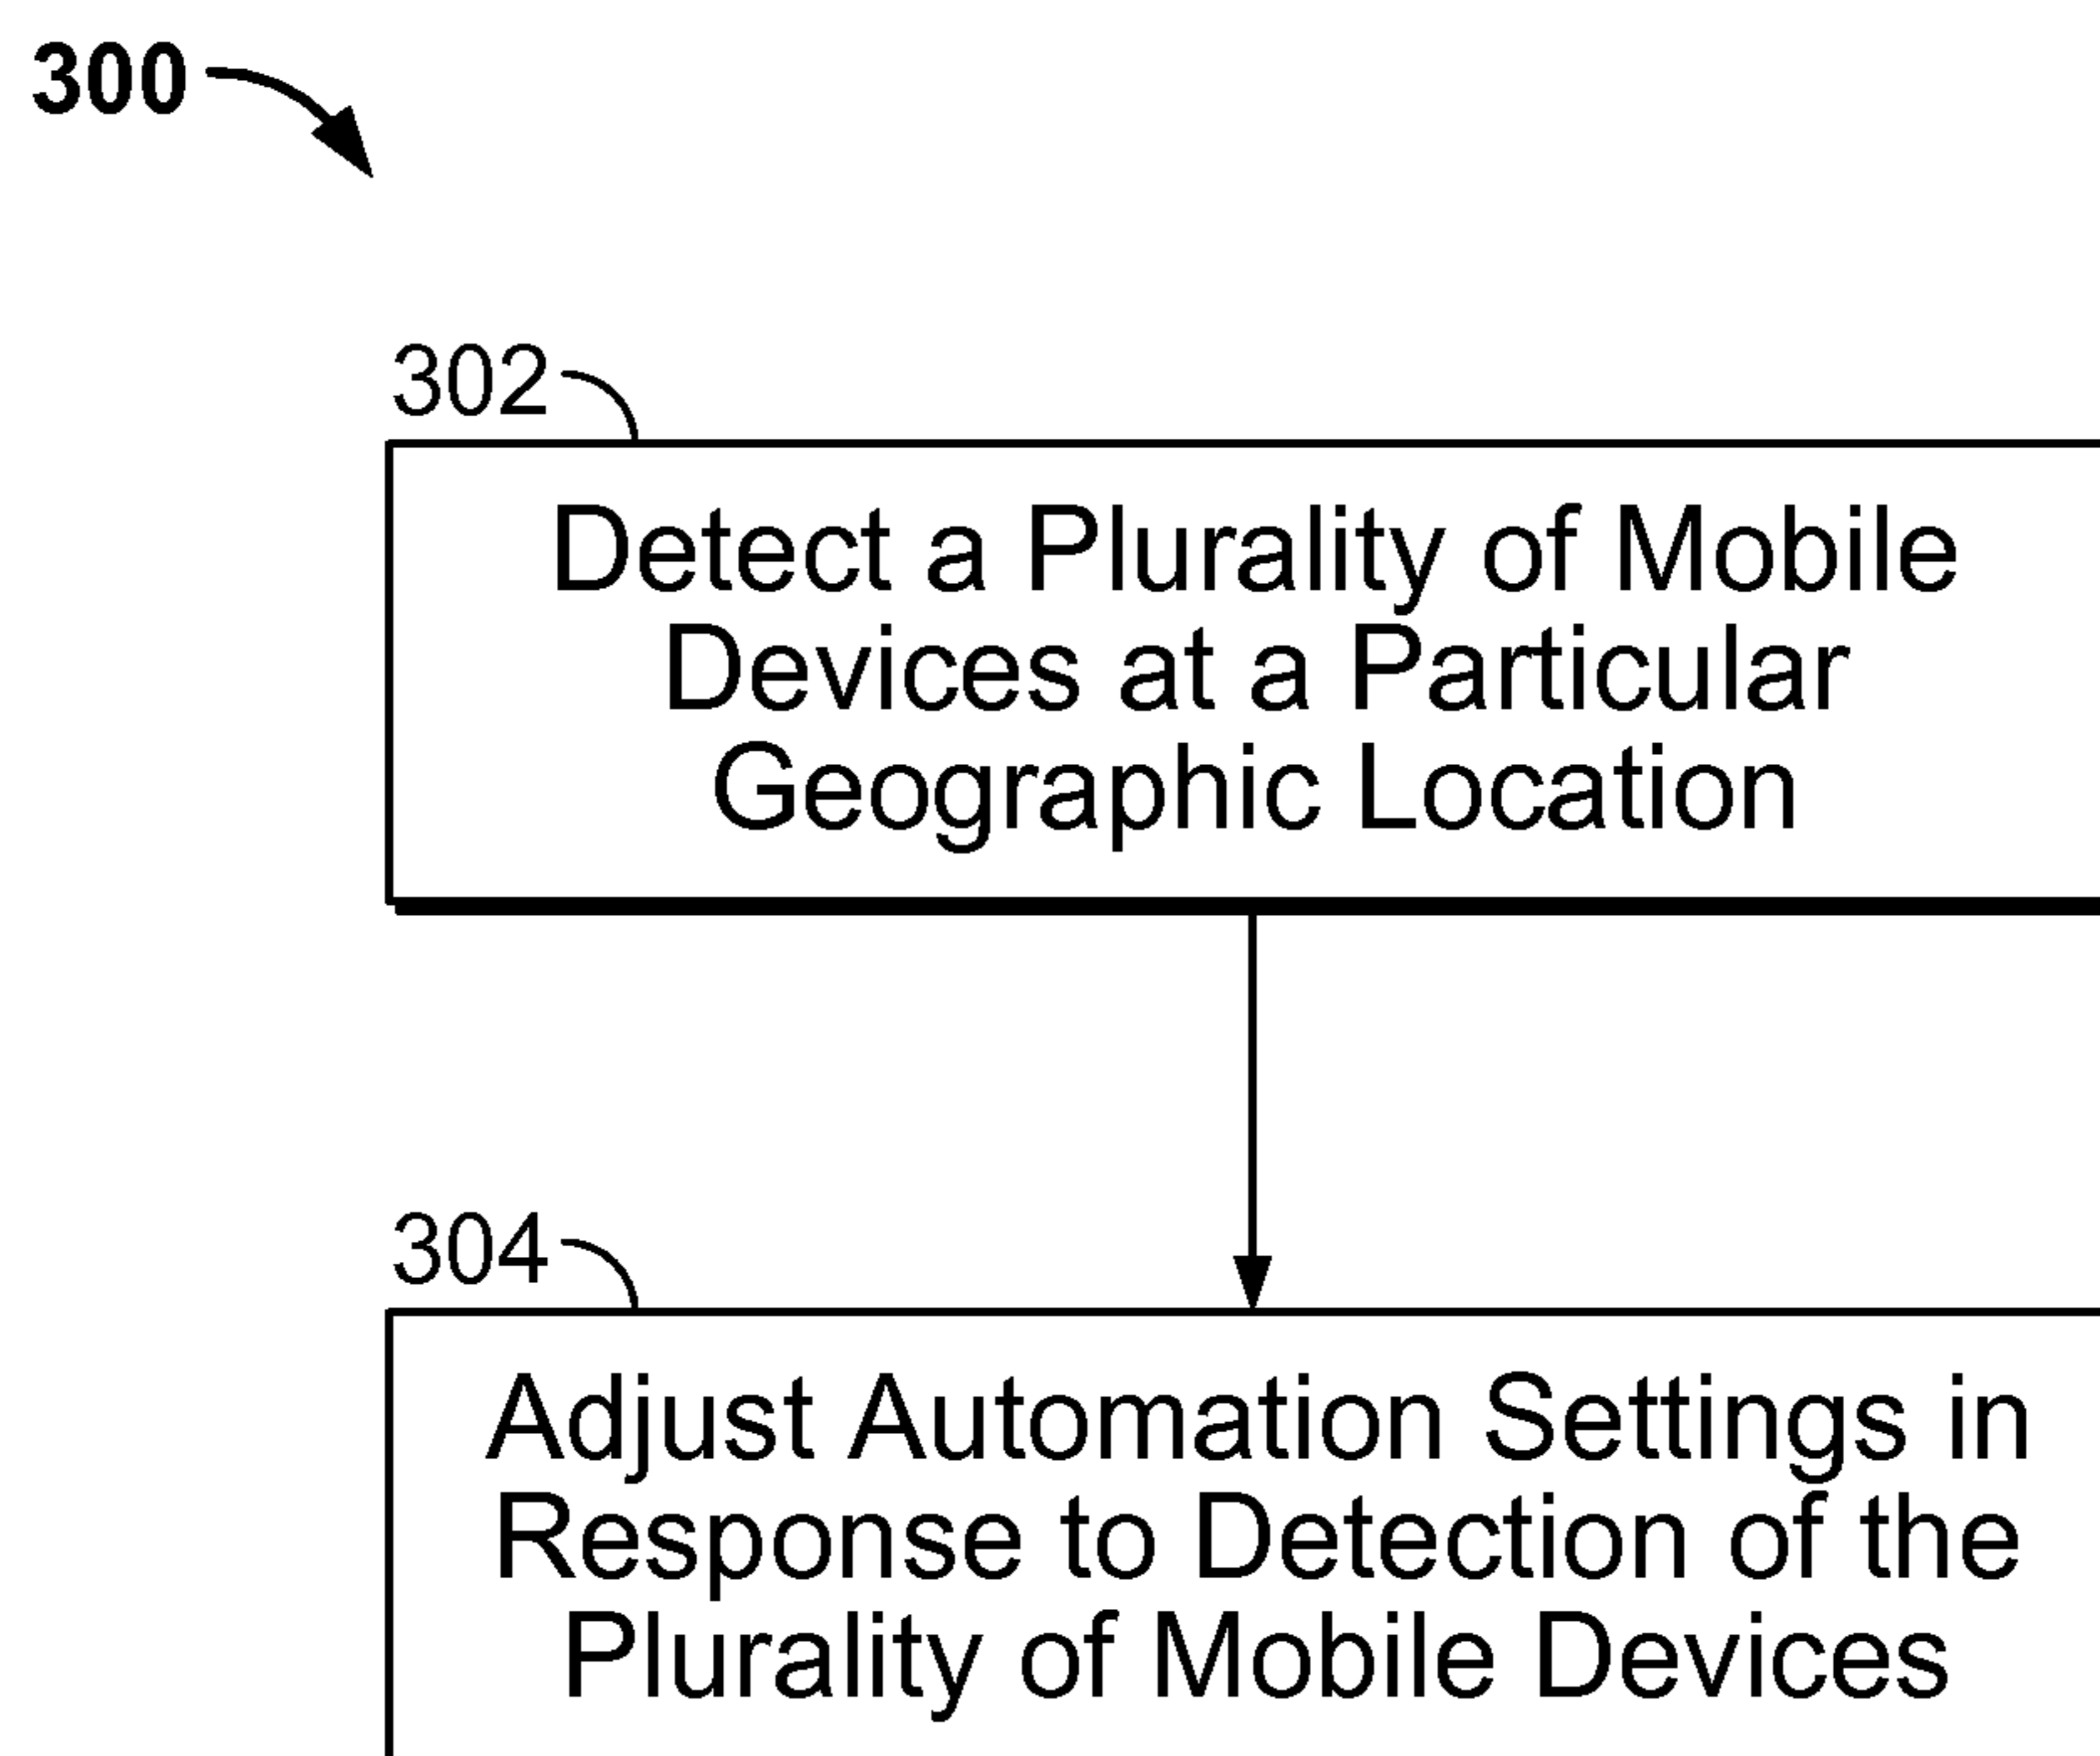 300
302
Detect a Plurality of Mobile
Devices at a Particular
Geographic Location
304
Adjust Automation Settings in
Response to Detection of the
Plurality of Mobile Devices